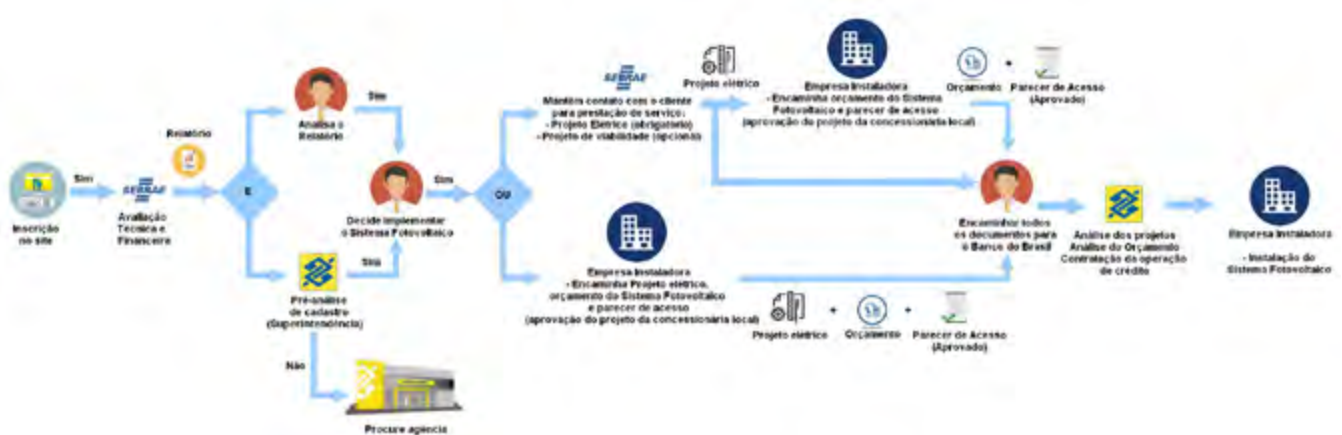 Inscrição
no site
Sim
SEBRAE
Avaliação
Técnica e
Financeira
Relatório
E
Analisa o
Relatório
Sim
Pré-análise
de cadastro
(Superintendência)
Sim
Não
Procure agência
Decide implementar
o Sistema Fotovoltaico
Sim
OU
SEBRAE
Mantém contato com o cliente
para prestação de serviço:
- Projeto Elétrico (obrigatório)
- Projeto de viabilidade (opcional)
Projeto elétrico
Empresa Instaladora
- Encaminha orçamento do Sistema
Fotovoltaico e parecer de acesso
(aprovação do projeto da concessionária local)
Orçamento
+
Parecer de Acesso
(Aprovado)
Empresa Instaladora
- Encaminha Projeto elétrico,
orçamento do Sistema Fotovoltaico
e parecer de acesso
(aprovação do projeto da concessionária local)
Projeto elétrico
+
Orçamento
+
Parecer de Acesso
(Aprovado)
Encaminhar todos
os documentos para
o Banco do Brasil
Análise dos projetos
Análise do Orçamento
Contratação da operação
de crédito
Empresa Instaladora
- Instalação do
Sistema Fotovoltaico